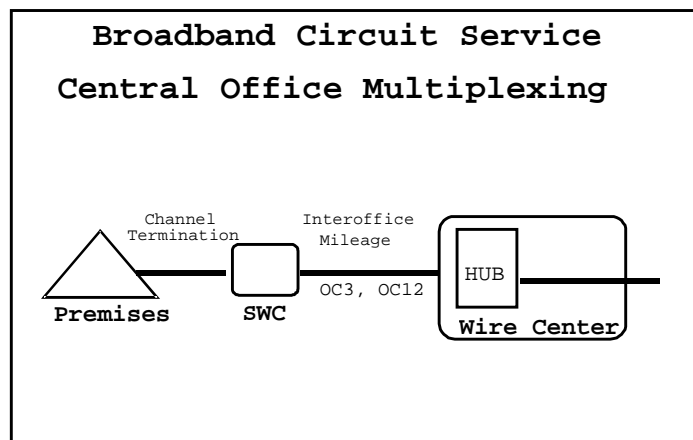 Broadband Circuit Service
Central Office Multiplexing
Channel
Termination
Interoffice
Mileage
HUB
OC3, OC12
Premises
SWC
Wire Center